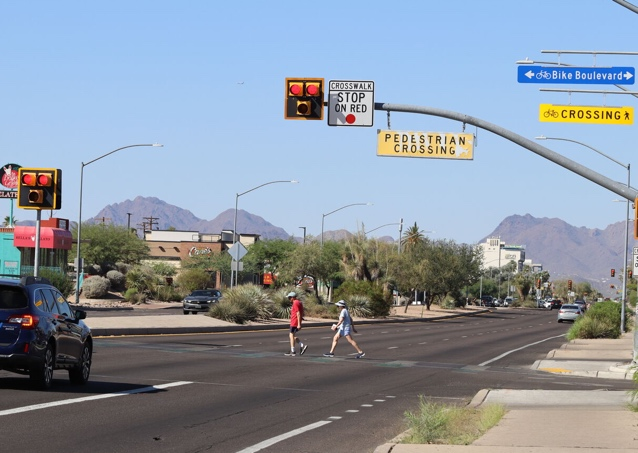 CROSSWALK
STOP
ON RED
PEDESTRIAN
CROSSING
Bike Boulevard
CROSSING